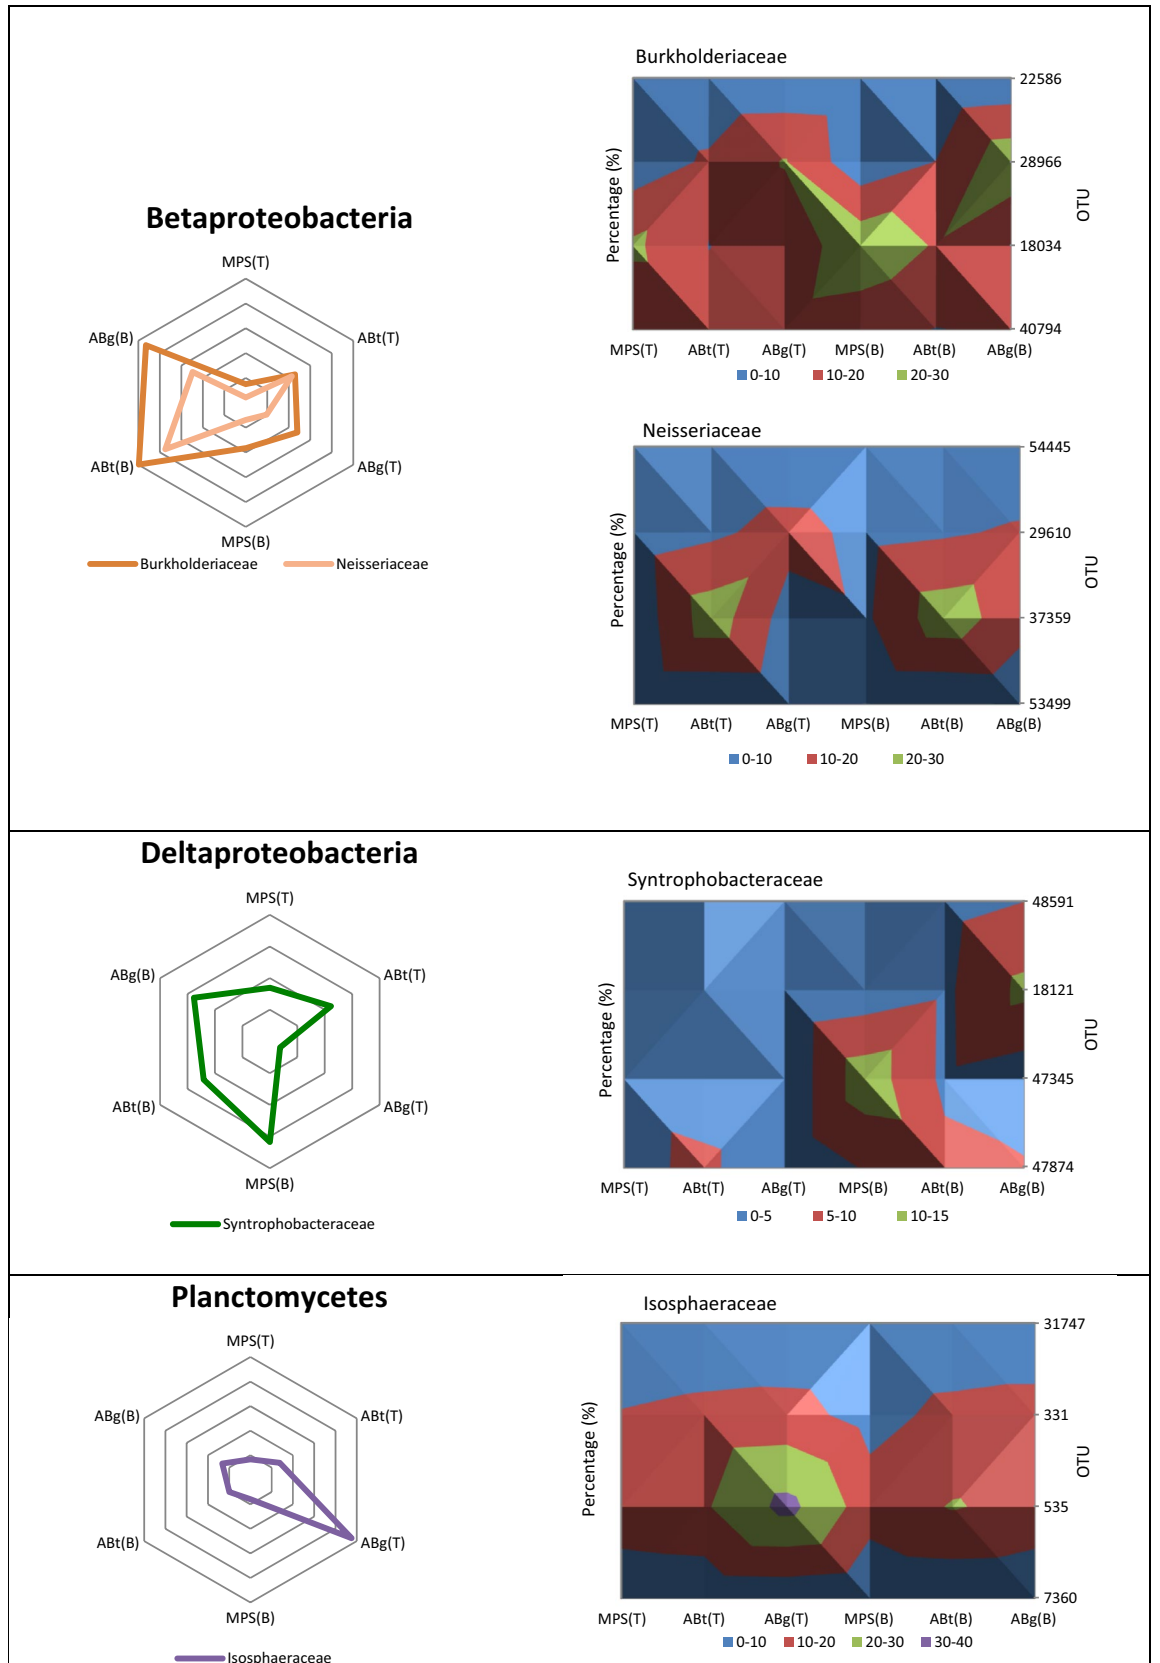 Betaproteobacteria
MPS(T)
ABg(B)
ABt(T)
ABt(B)
ABg(T)
MPS(B)
Burkholderiaceae
Neisseriaceae
Burkholderiaceae
Percentage (%)
22586
28966
18034
40794
OTU
MPS(T) ABt(T) ABg(T) MPS(B) ABt(B) ABg(B)
0-10 10-20 20-30
Neisseriaceae
Percentage (%)
54445
29610
37359
53499
OTU
MPS(T) ABt(T) ABg(T) MPS(B) ABt(B) ABg(B)
0-10 10-20 20-30
Deltaproteobacteria
MPS(T)
ABg(B)
ABt(T)
ABt(B)
ABg(T)
MPS(B)
Syntrophobacteraceae
Syntrophobacteraceae
Percentage (%)
48591
18121
47345
47874
OTU
MPS(T) ABt(T) ABg(T) MPS(B) ABt(B) ABg(B)
0-5 5-10 10-15
Planctomycetes
MPS(T)
ABg(B)
ABt(T)
ABt(B)
ABg(T)
MPS(B)
Isosphaeraceae
Isosphaeraceae
Percentage (%)
31747
331
535
7360
OTU
MPS(T) ABt(T) ABg(T) MPS(B) ABt(B) ABg(B)
0-10 10-20 20-30 30-40